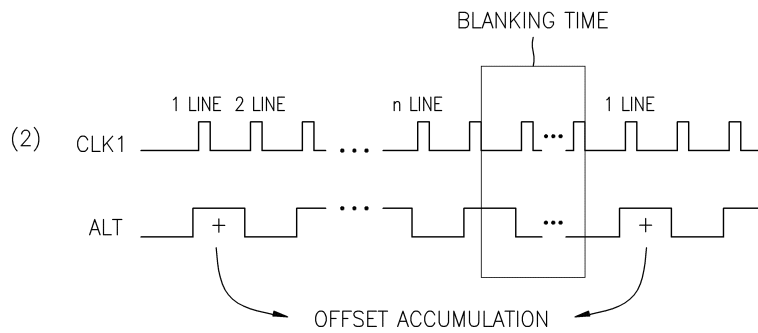 BLANKING TIME
1 LINE 2 LINE n LINE 1 LINE
(2) CLK1 ... ...
ALT + ... ... +
OFFSET ACCUMULATION